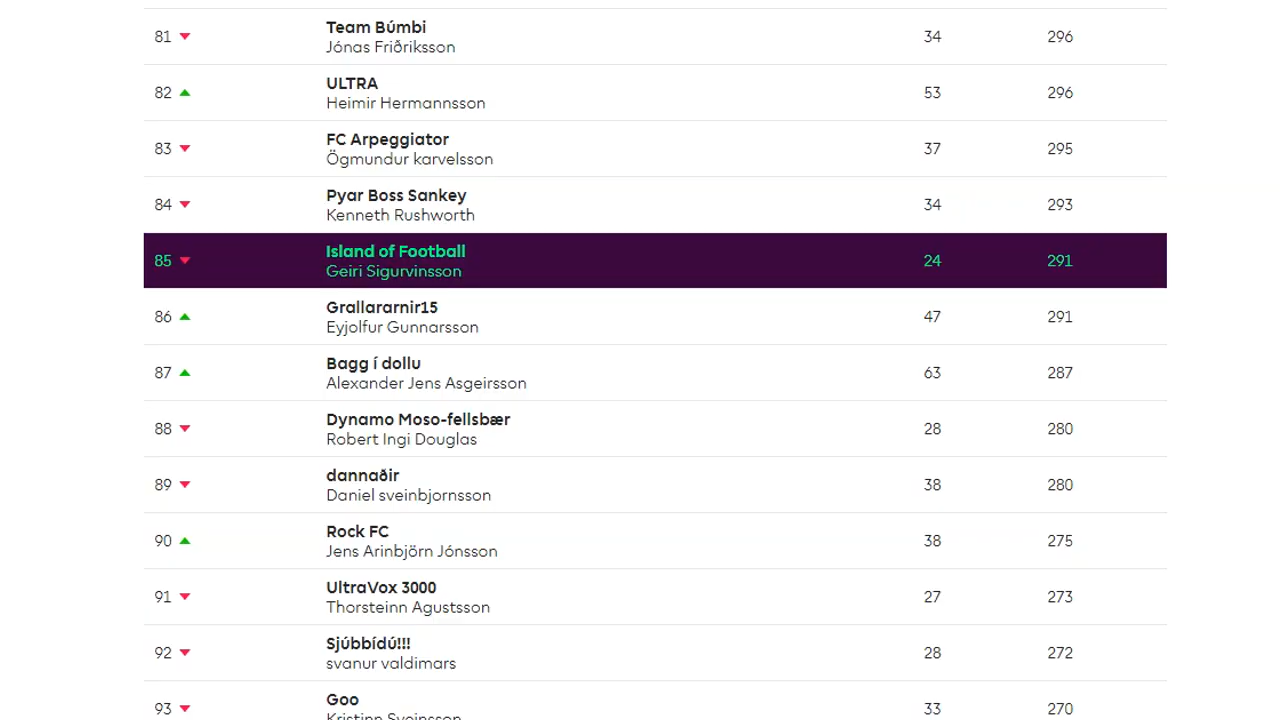 81 Team Búmbi 34 296
Jónas Friðriksson
82 ULTRA 53 296
Heimir Hermannsson
83 FC Arpeggiator 37 295
Ögmundur karvelsson
84 Pyar Boss Sankey 34 293
Kenneth Rushworth
85 Island of Football 24 291
Geiri Sigurvinsson
86 Grallararnir15 47 291
Eyjolfur Gunnarsson
87 Bagg í dollu 63 287
Alexander Jens Asgeirsson
88 Dynamo Moso-fellsbær 28 280
Robert Ingi Douglas
89 dannaðir 38 280
Daniel sveinbjornsson
90 Rock FC 38 275
Jens Arinbjörn Jónsson
91 UltraVox 3000 27 273
Thorsteinn Agustsson
92 Sjúbbídú!!! 28 272
svanur valdimars
93 Goo 33 270
Kristinn Sveinsson